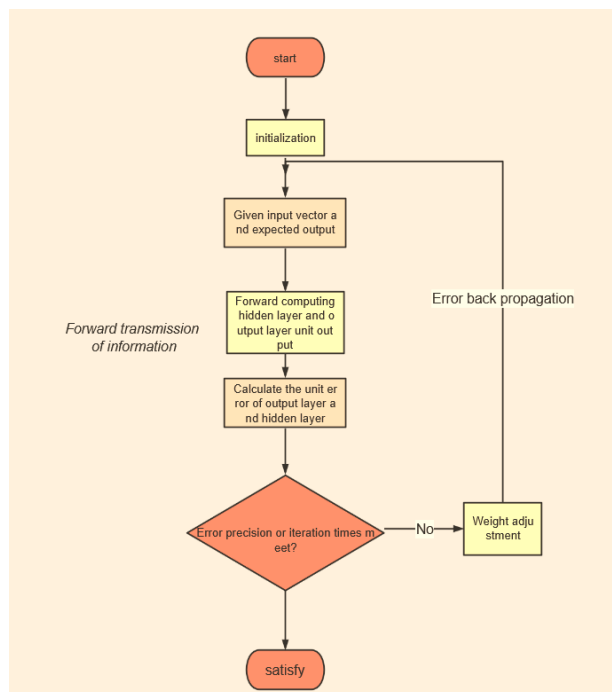 start
initialization
Given input vector a
nd expected output
Forward computing
hidden layer and o
utput layer unit out
put
Error back propagation
Forward transmission
of information
Calculate the unit er
ror of output layer a
nd hidden layer
Error precision or iteration times m
eet?
No
Weight adju
stment
satisfy